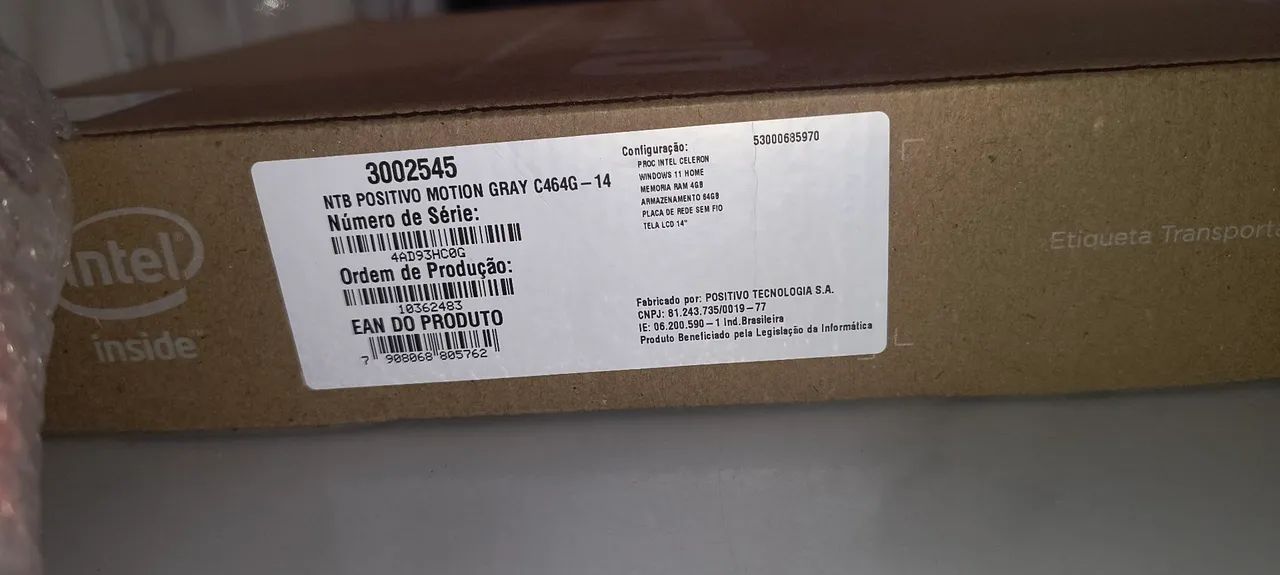 intel
inside
3002545
NTB POSITIVO MOTION GRAY C464G-14
Número de Série:
4AD93HC0G
Ordem de Produção:
10362483
EAN DO PRODUTO
7 908068 805762
Configuração:
53000685970
PROC INTEL CELERON
WINDOWS 11 HOME
MEMORIA RAM 4GB
ARMAZENAMENTO 64GB
PLACA DE REDE SEM FIO
TELA LCD 14"
Fabricado por: POSITIVO TECNOLOGIA S.A.
CNPJ: 81.243.735/0019-77
IE: 06.200.590-1 Ind.Brasileira
Produto Beneficiado pela Legislação da Informática
Etiqueta